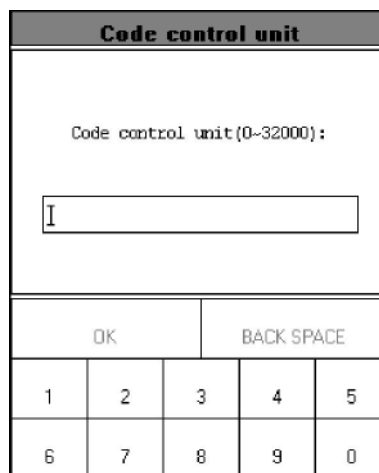 Code control unit
Code control unit(0~32000):
OK BACK SPACE
1 2 3 4 5
6 7 8 9 0